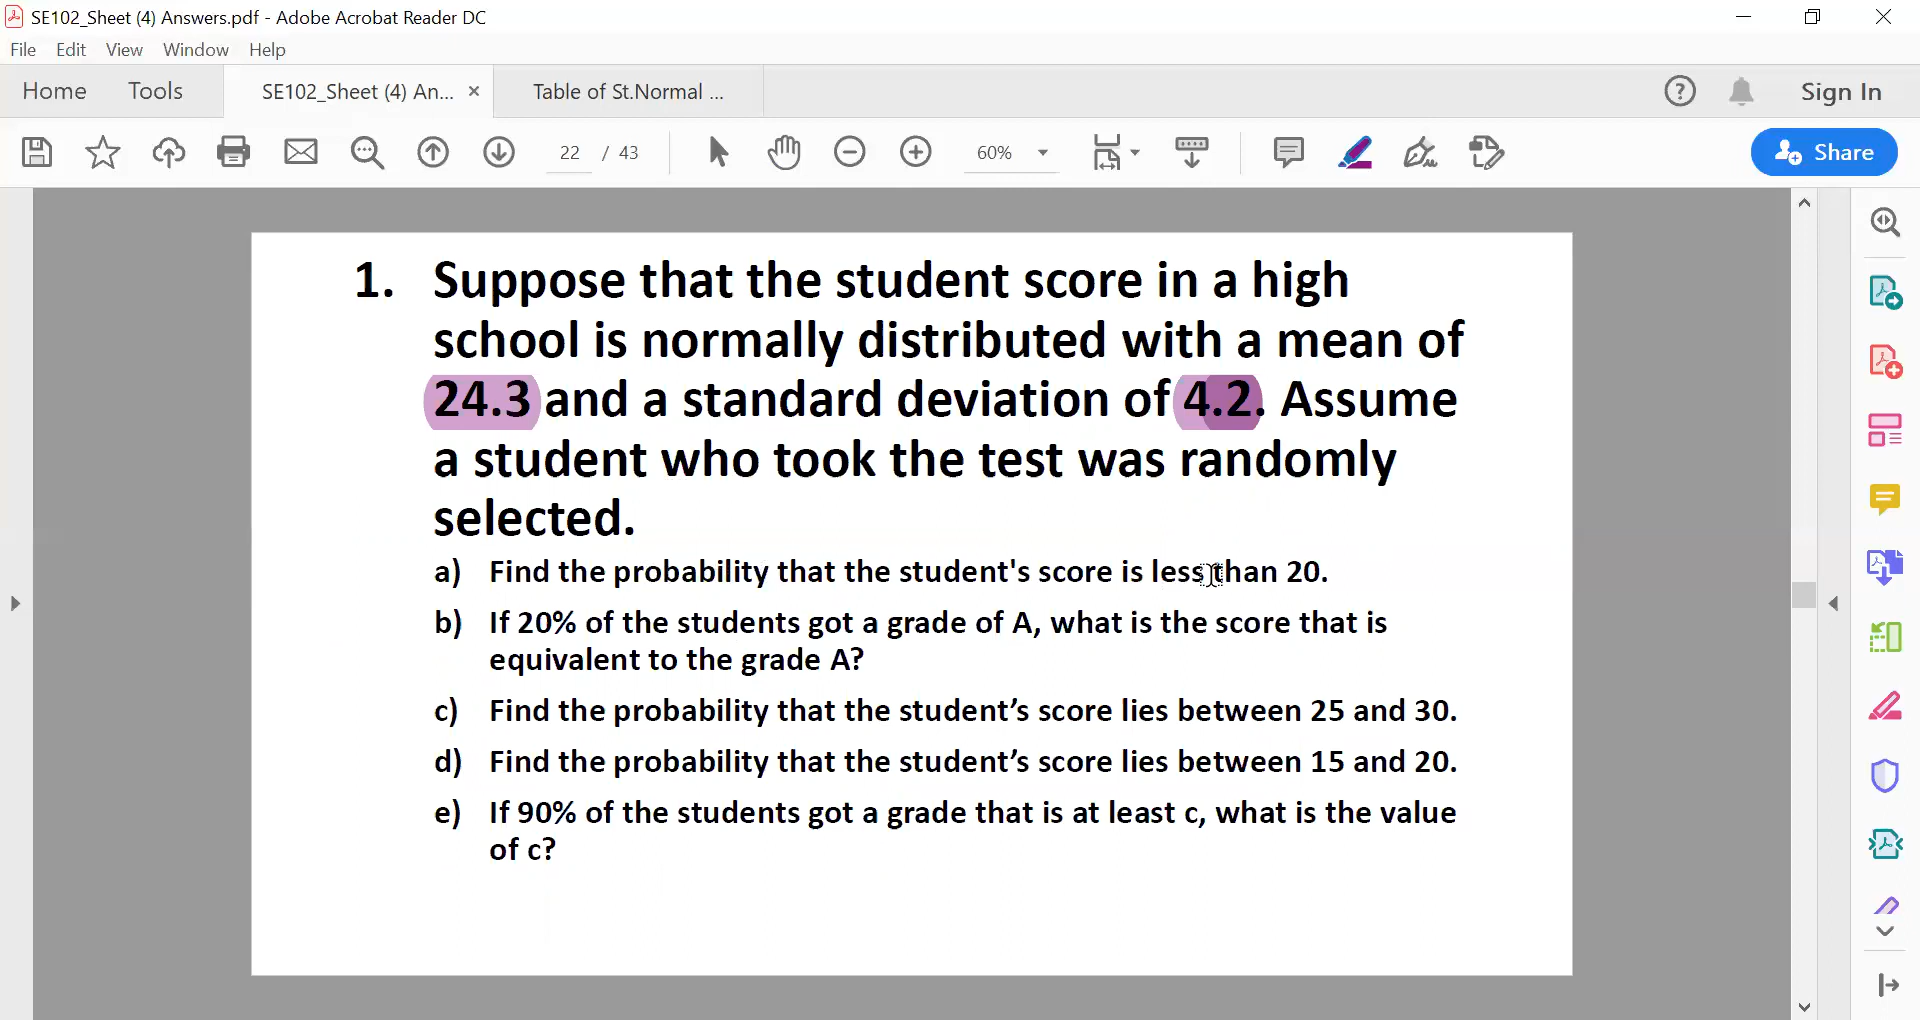 SE102_Sheet (4) Answers.pdf - Adobe Acrobat Reader DC
File Edit View Window Help
Home Tools SE102_Sheet (4) An... × Table of St.Normal ... Sign In
22 / 43 60% Share
1. Suppose that the student score in a high
school is normally distributed with a mean of
24.3 and a standard deviation of 4.2. Assume
a student who took the test was randomly
selected.
a) Find the probability that the student's score is less than 20.
b) If 20% of the students got a grade of A, what is the score that is
equivalent to the grade A?
c) Find the probability that the student’s score lies between 25 and 30.
d) Find the probability that the student’s score lies between 15 and 20.
e) If 90% of the students got a grade that is at least c, what is the value
of c?